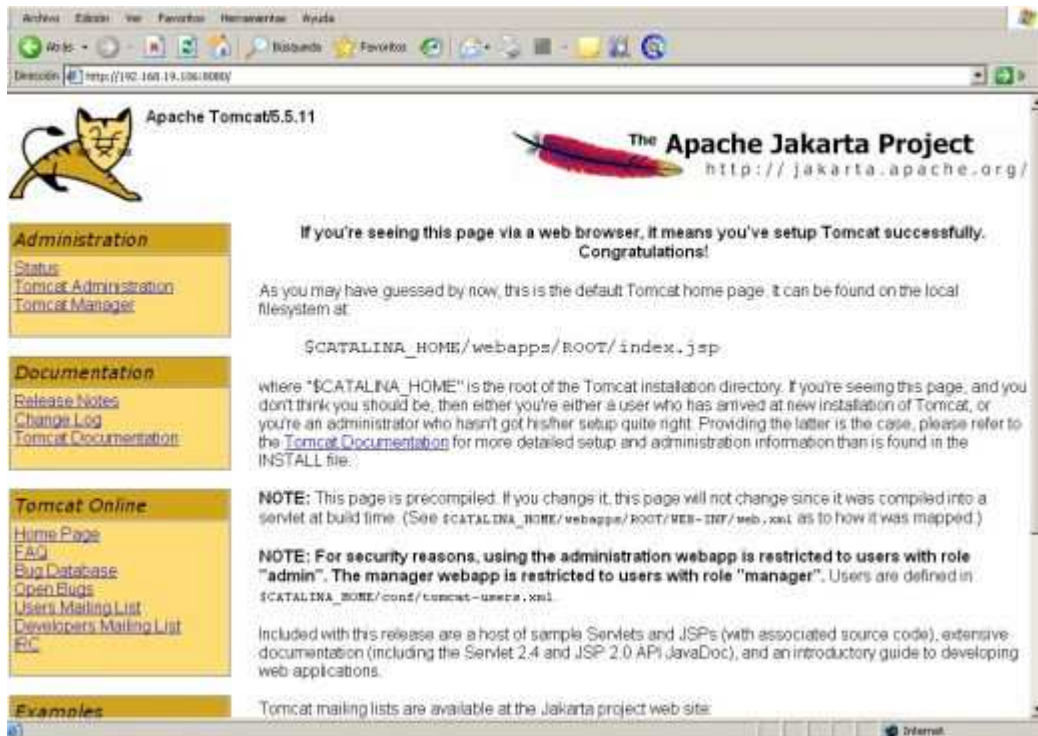 Archivo Edición Ver Favoritos Herramientas Ayuda
Atrás Búsqueda Favoritos
Dirección http://192.168.19.106:8080/
Apache Tomcat/5.5.11
The Apache Jakarta Project
http://jakarta.apache.org/
Administration
Status
Tomcat Administration
Tomcat Manager
Documentation
Release Notes
Change Log
Tomcat Documentation
Tomcat Online
Home Page
FAQ
Bug Database
Open Bugs
Users Mailing List
Developers Mailing List
IRC
Examples
If you're seeing this page via a web browser, it means you've setup Tomcat successfully.
Congratulations!
As you may have guessed by now, this is the default Tomcat home page. It can be found on the local
filesystem at:
$CATALINA_HOME/webapps/ROOT/index.jsp
where "$CATALINA_HOME" is the root of the Tomcat installation directory. If you're seeing this page, and you
don't think you should be, then either you're either a user who has arrived at new installation of Tomcat, or
you're an administrator who hasn't got his/her setup quite right. Providing the latter is the case, please refer to
the Tomcat Documentation for more detailed setup and administration information than is found in the
INSTALL file.
NOTE: This page is precompiled. If you change it, this page will not change since it was compiled into a
servlet at build time. (See $CATALINA_HOME/webapps/ROOT/WEB-INF/web.xml as to how it was mapped.)
NOTE: For security reasons, using the administration webapp is restricted to users with role
"admin". The manager webapp is restricted to users with role "manager". Users are defined in
$CATALINA_HOME/conf/tomcat-users.xml.
Included with this release are a host of sample Servlets and JSPs (with associated source code), extensive
documentation (including the Servlet 2.4 and JSP 2.0 API JavaDoc), and an introductory guide to developing
web applications.
Tomcat mailing lists are available at the Jakarta project web site:
Internet